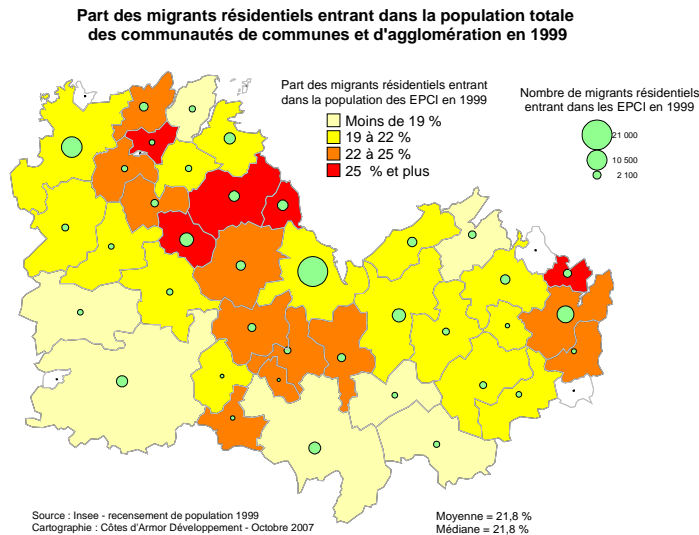 Part des migrants résidentiels entrant dans la population totale
des communautés de communes et d'agglomération en 1999
Part des migrants résidentiels entrant
dans la population des EPCI en 1999
Moins de 19 %
19 à 22 %
22 à 25 %
25 % et plus
Nombre de migrants résidentiels
entrant dans les EPCI en 1999
21 000
10 500
2 100
Source : Insee - recensement de population 1999
Cartographie : Côtes d'Armor Développement - Octobre 2007
Moyenne = 21,8 %
Médiane = 21,8 %